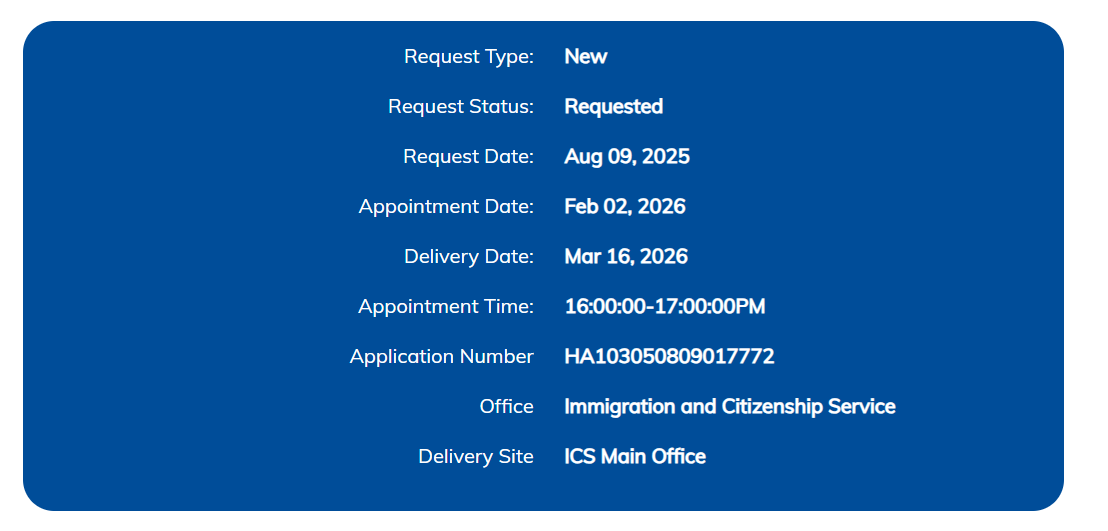 Request Type: New
Request Status: Requested
Request Date: Aug 09, 2025
Appointment Date: Feb 02, 2026
Delivery Date: Mar 16, 2026
Appointment Time: 16:00:00-17:00:00PM
Application Number HA103050809017772
Office Immigration and Citizenship Service
Delivery Site ICS Main Office